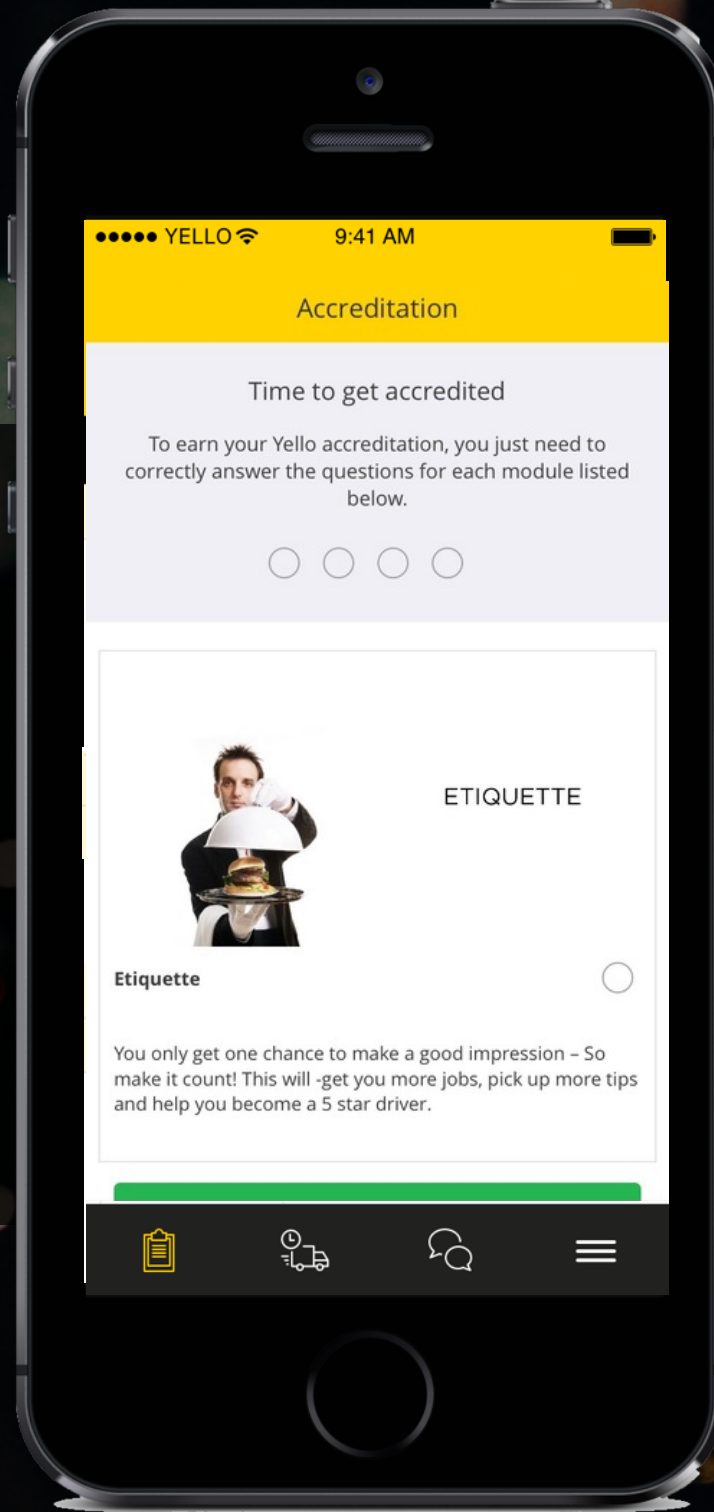 YELLO 9:41 AM
Accreditation
Time to get accredited
To earn your Yello accreditation, you just need to
correctly answer the questions for each module listed
below.
ETIQUETTE
Etiquette
You only get one chance to make a good impression – So
make it count! This will -get you more jobs, pick up more tips
and help you become a 5 star driver.